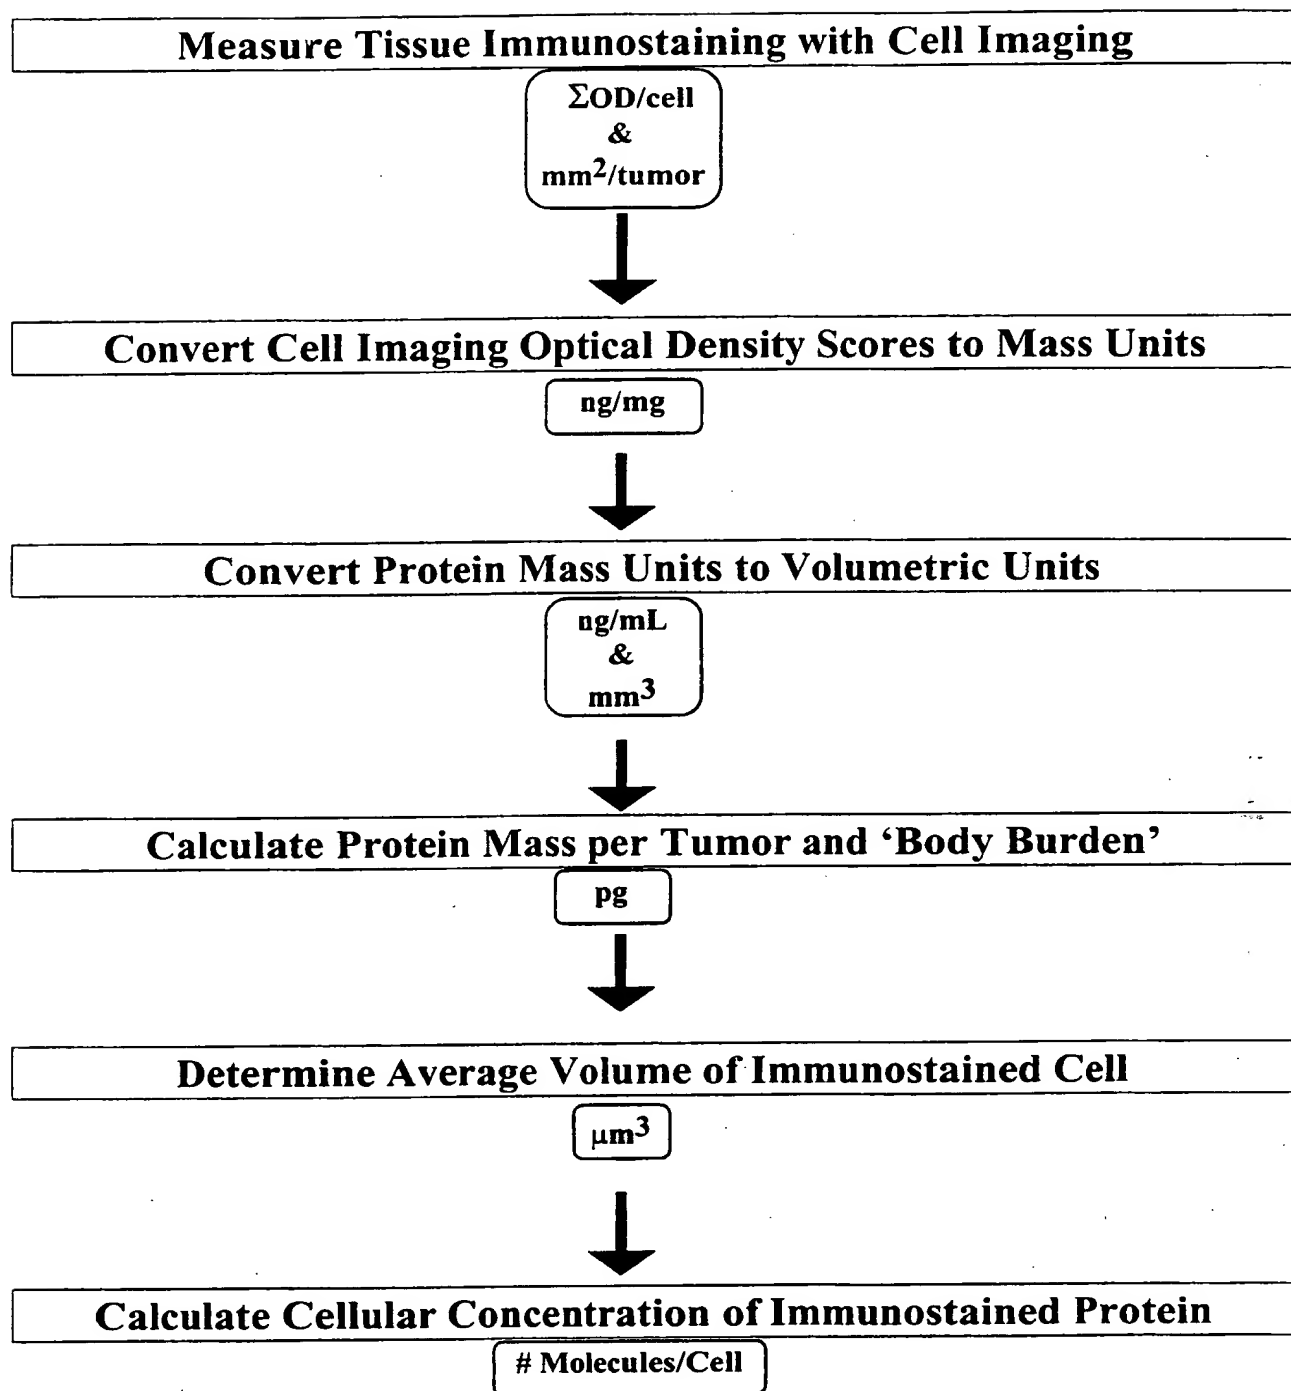 Measure Tissue Immunostaining with Cell Imaging
ΣOD/cell
&
mm²/tumor
Convert Cell Imaging Optical Density Scores to Mass Units
ng/mg
Convert Protein Mass Units to Volumetric Units
ng/mL
&
mm³
Calculate Protein Mass per Tumor and ‘Body Burden’
pg
Determine Average Volume of Immunostained Cell
µm³
Calculate Cellular Concentration of Immunostained Protein
# Molecules/Cell